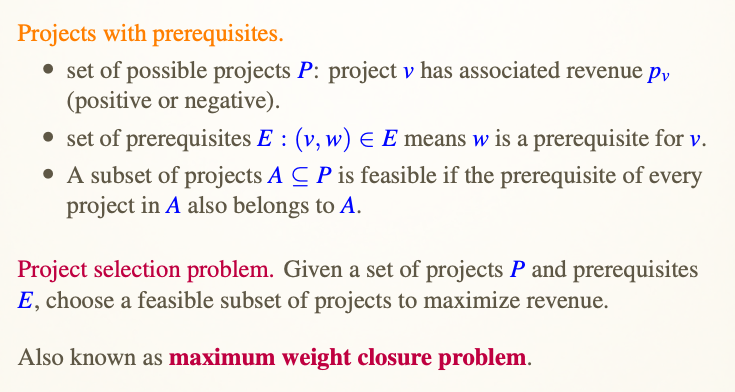 Projects with prerequisites.
• set of possible projects P: project v has associated revenue pᵥ
(positive or negative).
• set of prerequisites E : (v, w) ∈ E means w is a prerequisite for v.
• A subset of projects A ⊆ P is feasible if the prerequisite of every
project in A also belongs to A.
Project selection problem. Given a set of projects P and prerequisites
E, choose a feasible subset of projects to maximize revenue.
Also known as maximum weight closure problem.